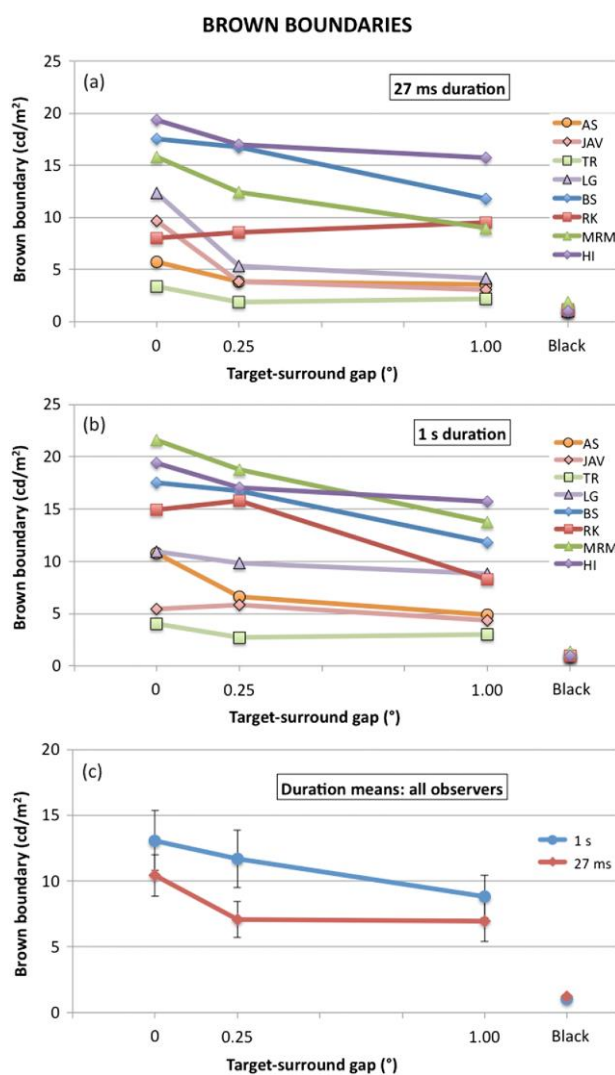 BROWN BOUNDARIES
(a)
27 ms duration
Brown boundary (cd/m²)
25
20
15
10
5
0
AS
JAV
TR
LG
BS
RK
MRM
HI
0 0.25 1.00 Black
Target-surround gap (°)
(b)
1 s duration
Brown boundary (cd/m²)
25
20
15
10
5
0
AS
JAV
TR
LG
BS
RK
MRM
HI
0 0.25 1.00 Black
Target-surround gap (°)
(c)
Duration means: all observers
Brown boundary (cd/m²)
20
15
10
5
0
1 s
27 ms
0 0.25 1.00 Black
Target-surround gap (°)